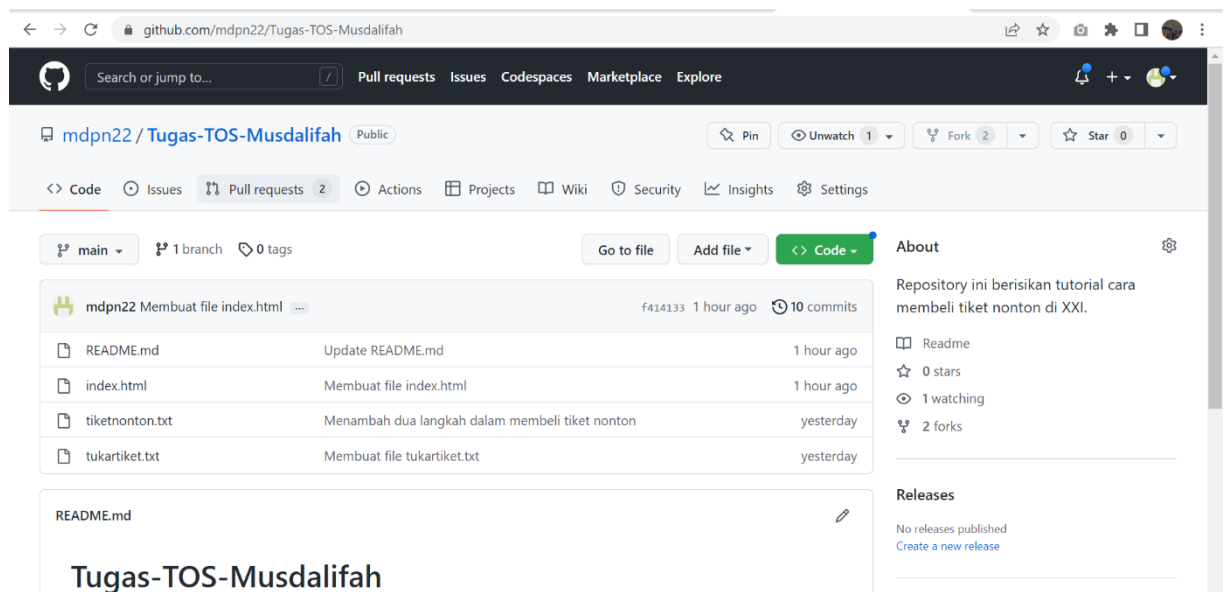 github.com/mdpn22/Tugas-TOS-Musdalifah
Search or jump to... / Pull requests Issues Codespaces Marketplace Explore
mdpn22 / Tugas-TOS-Musdalifah Public
Pin Unwatch 1 Fork 2 Star 0
<> Code Issues Pull requests 2 Actions Projects Wiki Security Insights Settings
main 1 branch 0 tags Go to file Add file <> Code
mdpn22 Membuat file index.html ... f414133 1 hour ago 10 commits
README.md Update README.md 1 hour ago
index.html Membuat file index.html 1 hour ago
tiketnonton.txt Menambah dua langkah dalam membeli tiket nonton yesterday
tukartiket.txt Membuat file tukartiket.txt yesterday
README.md
Tugas-TOS-Musdalifah
About
Repository ini berisikan tutorial cara
membeli tiket nonton di XXI.
Readme
0 stars
1 watching
2 forks
Releases
No releases published
Create a new release